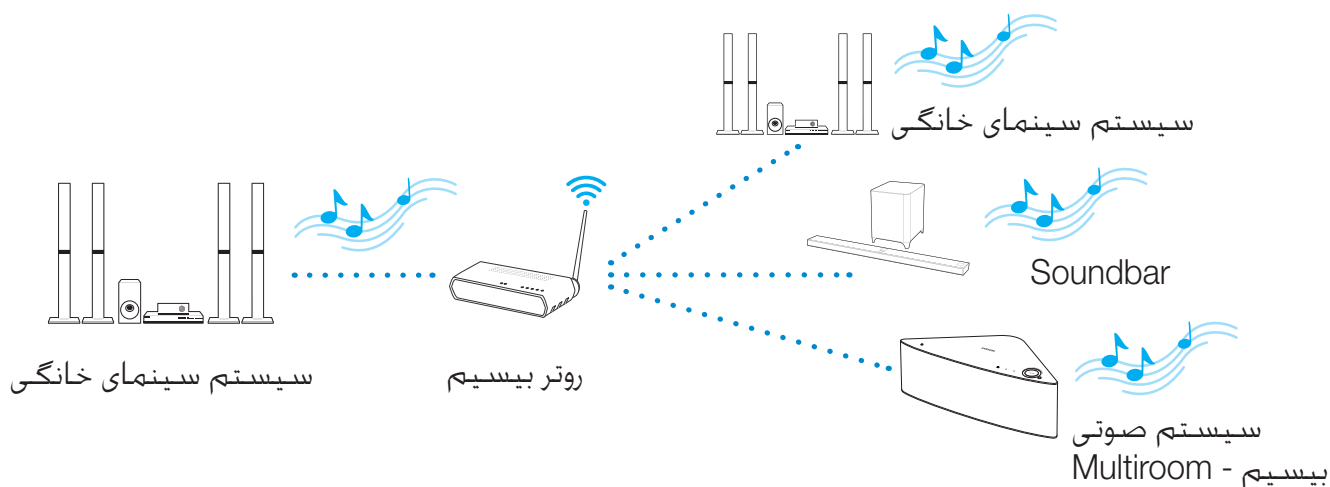 سیستم سینمای خانگی
Soundbar
سیستم سینمای خانگی
روتر بیسیم
سیستم صوتی
بیسیم - Multiroom